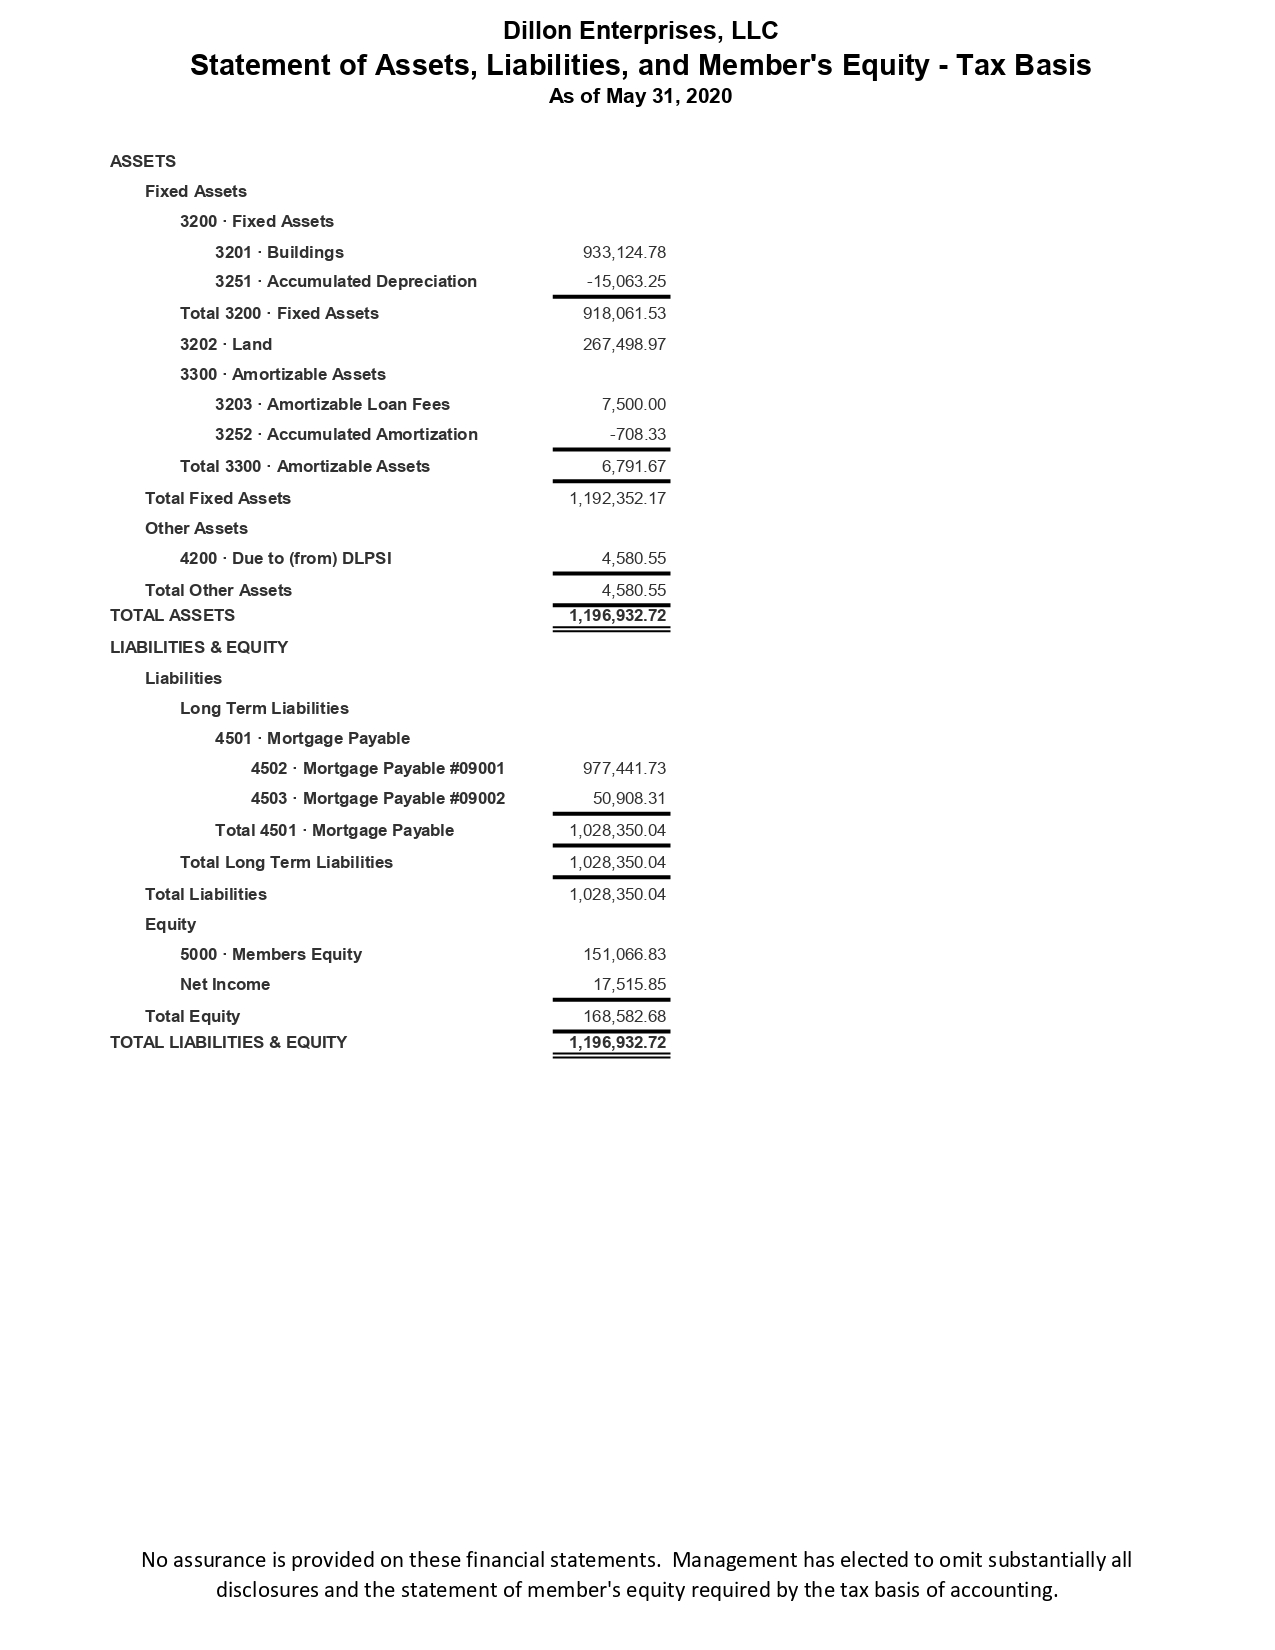 Dillon Enterprises, LLC
Statement of Assets, Liabilities, and Member's Equity - Tax Basis
As of May 31, 2020
ASSETS
Fixed Assets
3200 · Fixed Assets
3201 · Buildings 933,124.78
3251 · Accumulated Depreciation -15,063.25
Total 3200 · Fixed Assets 918,061.53
3202 · Land 267,498.97
3300 · Amortizable Assets
3203 · Amortizable Loan Fees 7,500.00
3252 · Accumulated Amortization -708.33
Total 3300 · Amortizable Assets 6,791.67
Total Fixed Assets 1,192,352.17
Other Assets
4200 · Due to (from) DLPSI 4,580.55
Total Other Assets 4,580.55
TOTAL ASSETS 1,196,932.72
LIABILITIES & EQUITY
Liabilities
Long Term Liabilities
4501 · Mortgage Payable
4502 · Mortgage Payable #09001 977,441.73
4503 · Mortgage Payable #09002 50,908.31
Total 4501 · Mortgage Payable 1,028,350.04
Total Long Term Liabilities 1,028,350.04
Total Liabilities 1,028,350.04
Equity
5000 · Members Equity 151,066.83
Net Income 17,515.85
Total Equity 168,582.68
TOTAL LIABILITIES & EQUITY 1,196,932.72
No assurance is provided on these financial statements.  Management has elected to omit substantially all
disclosures and the statement of member's equity required by the tax basis of accounting.